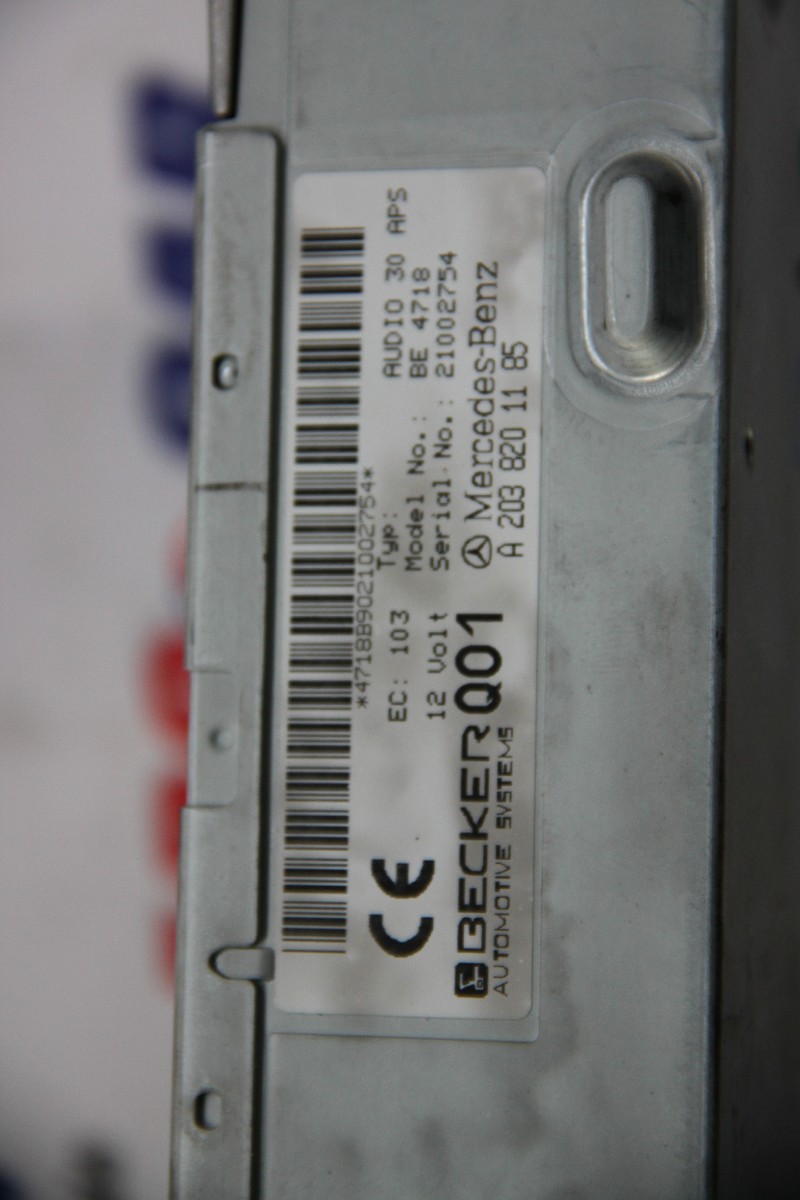 *4718B9021002754*
EC: 103 Typ: AUDIO 30 APS
Model No.: BE 4718
12 Volt Serial-No.: 21002754
CE
BECKER Q01 Mercedes-Benz
AUTOMOTIVE SYSTEMS A 203 820 11 85